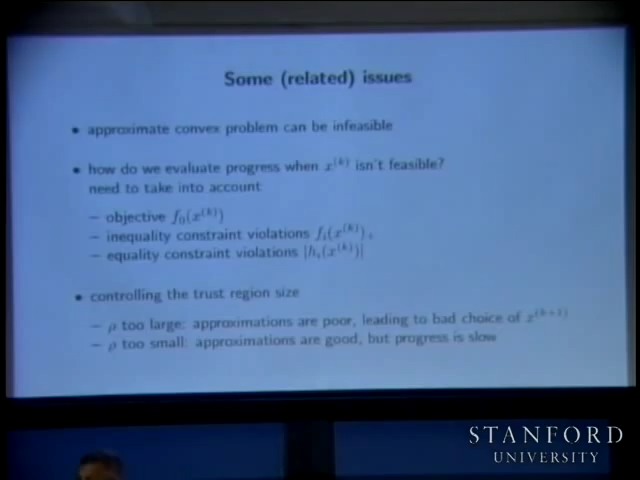 Some (related) issues
• approximate convex problem can be infeasible
• how do we evaluate progress when x^(k) isn't feasible?
need to take into account
– objective f₀(x^(k))
– inequality constraint violations fᵢ(x^(k))₊
– equality constraint violations |hᵢ(x^(k))|
• controlling the trust region size
– ρ too large: approximations are poor, leading to bad choice of x^(k+1)
– ρ too small: approximations are good, but progress is slow
STANFORD
UNIVERSITY